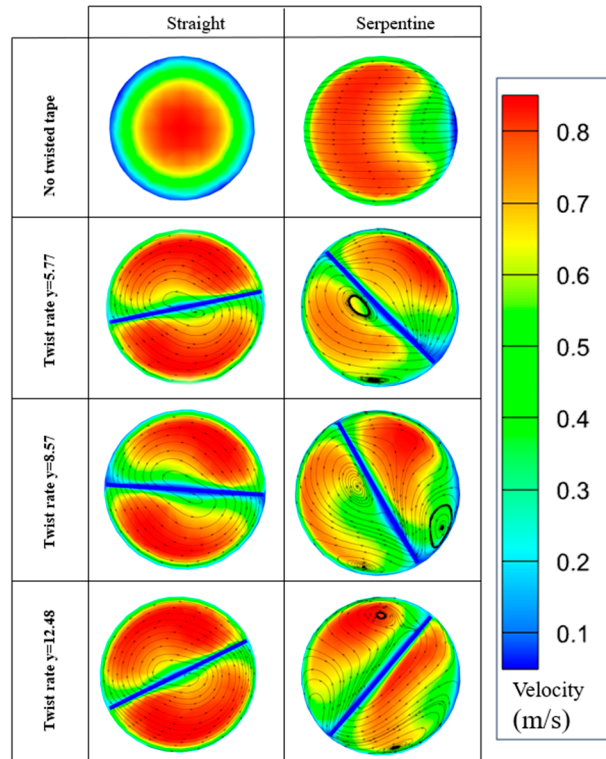 Straight Serpentine
No twisted tape
Twist rate y=5.77
Twist rate y=8.57
Twist rate y=12.48
0.8
0.7
0.6
0.5
0.4
0.3
0.2
0.1
Velocity
(m/s)